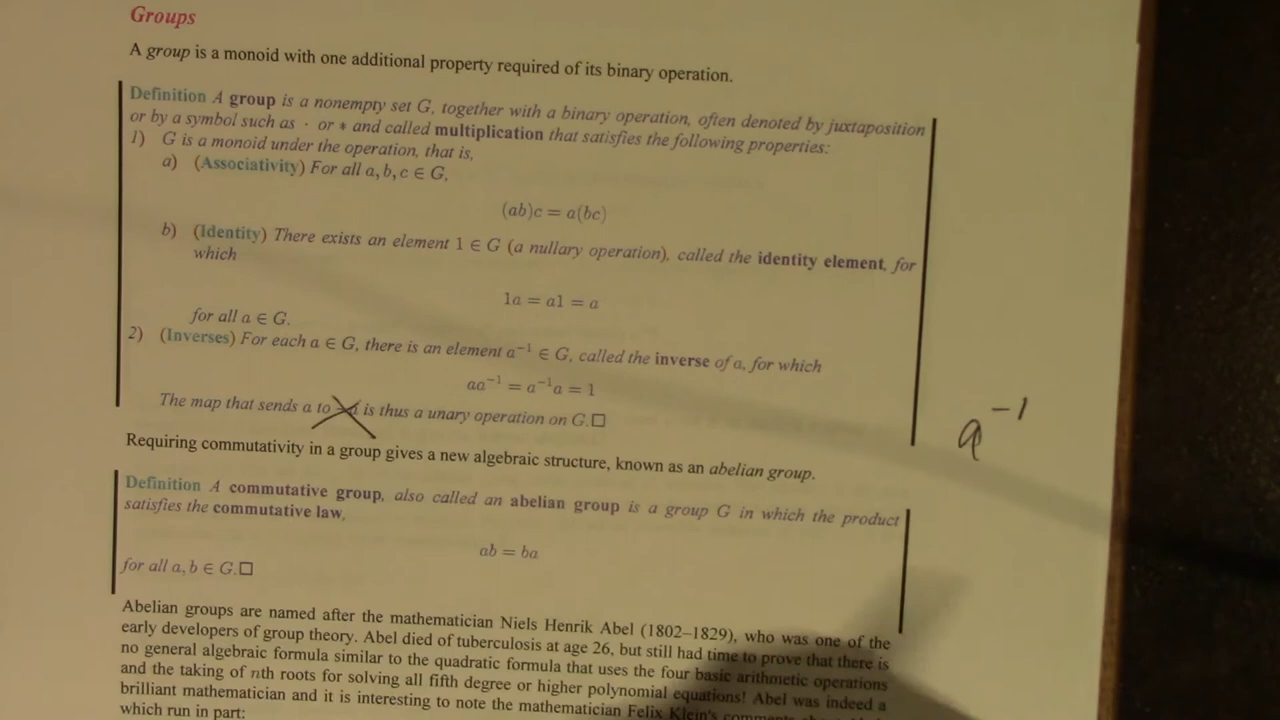 Groups
A group is a monoid with one additional property required of its binary operation.
Definition A group is a nonempty set G, together with a binary operation, often denoted by juxtaposition
or by a symbol such as · or * and called multiplication that satisfies the following properties:
1) G is a monoid under the operation, that is,
a) (Associativity) For all a, b, c ∈ G,
(ab)c = a(bc)
b) (Identity) There exists an element 1 ∈ G (a nullary operation), called the identity element, for
which
1a = a1 = a
for all a ∈ G.
2) (Inverses) For each a ∈ G, there is an element a⁻¹ ∈ G, called the inverse of a, for which
aa⁻¹ = a⁻¹a = 1
The map that sends a to is thus a unary operation on G.□
a⁻¹
Requiring commutativity in a group gives a new algebraic structure, known as an abelian group.
Definition A commutative group, also called an abelian group is a group G in which the product
satisfies the commutative law,
ab = ba
for all a, b ∈ G.□
Abelian groups are named after the mathematician Niels Henrik Abel (1802–1829), who was one of the
early developers of group theory. Abel died of tuberculosis at age 26, but still had time to prove that there is
no general algebraic formula similar to the quadratic formula that uses the four basic arithmetic operations
and the taking of nth roots for solving all fifth degree or higher polynomial equations! Abel was indeed a
brilliant mathematician and it is interesting to note the mathematician Felix Klein's comments
which run in part: